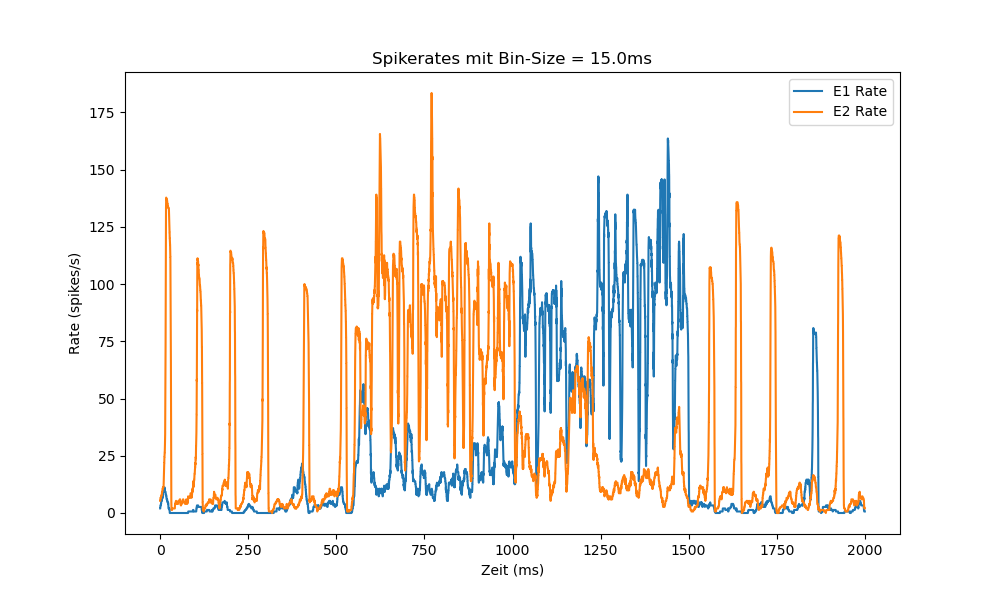 Spikerates mit Bin-Size = 15.0ms
E1 Rate
E2 Rate
Rate (spikes/s)
175
150
125
100
75
50
25
0
0 250 500 750 1000 1250 1500 1750 2000
Zeit (ms)